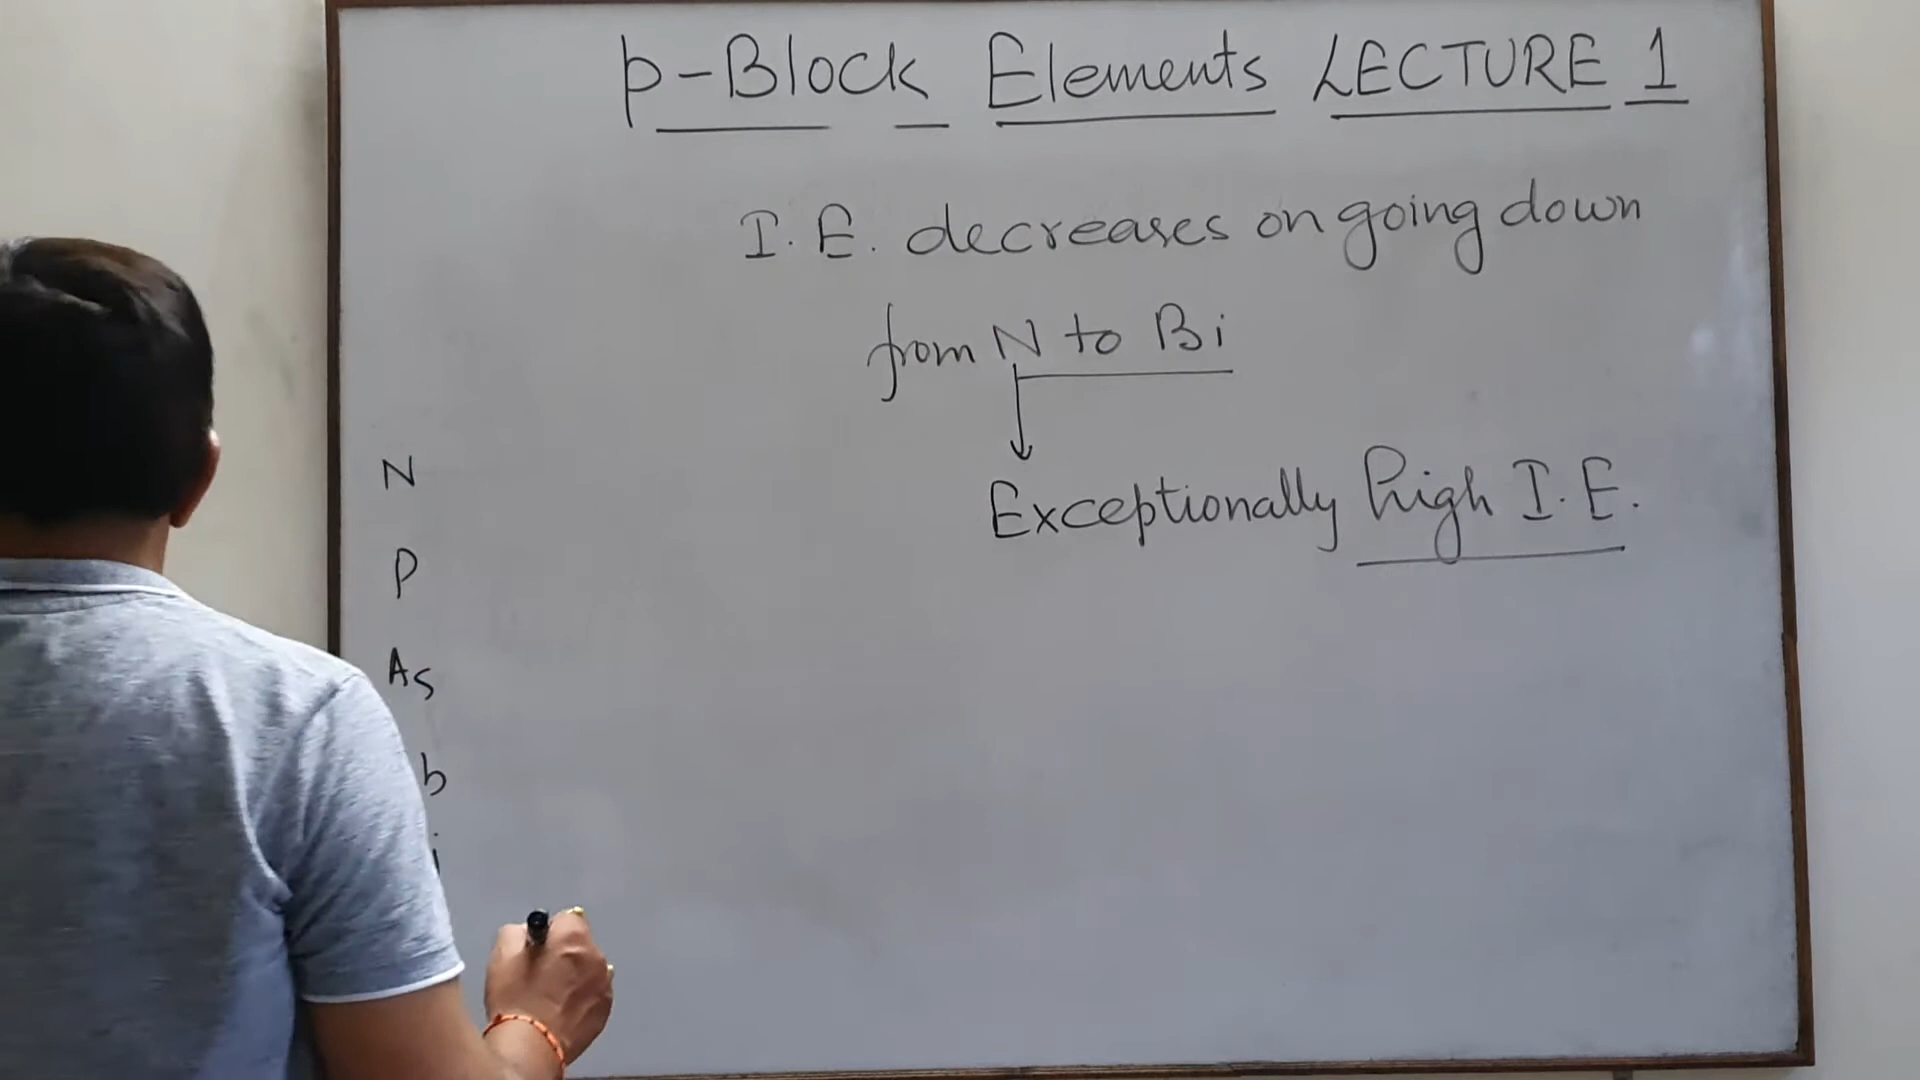 p-Block Elements LECTURE 1
I.E. decreases on going down
from N to Bi
Exceptionally high I.E.
N
P
As
b
i